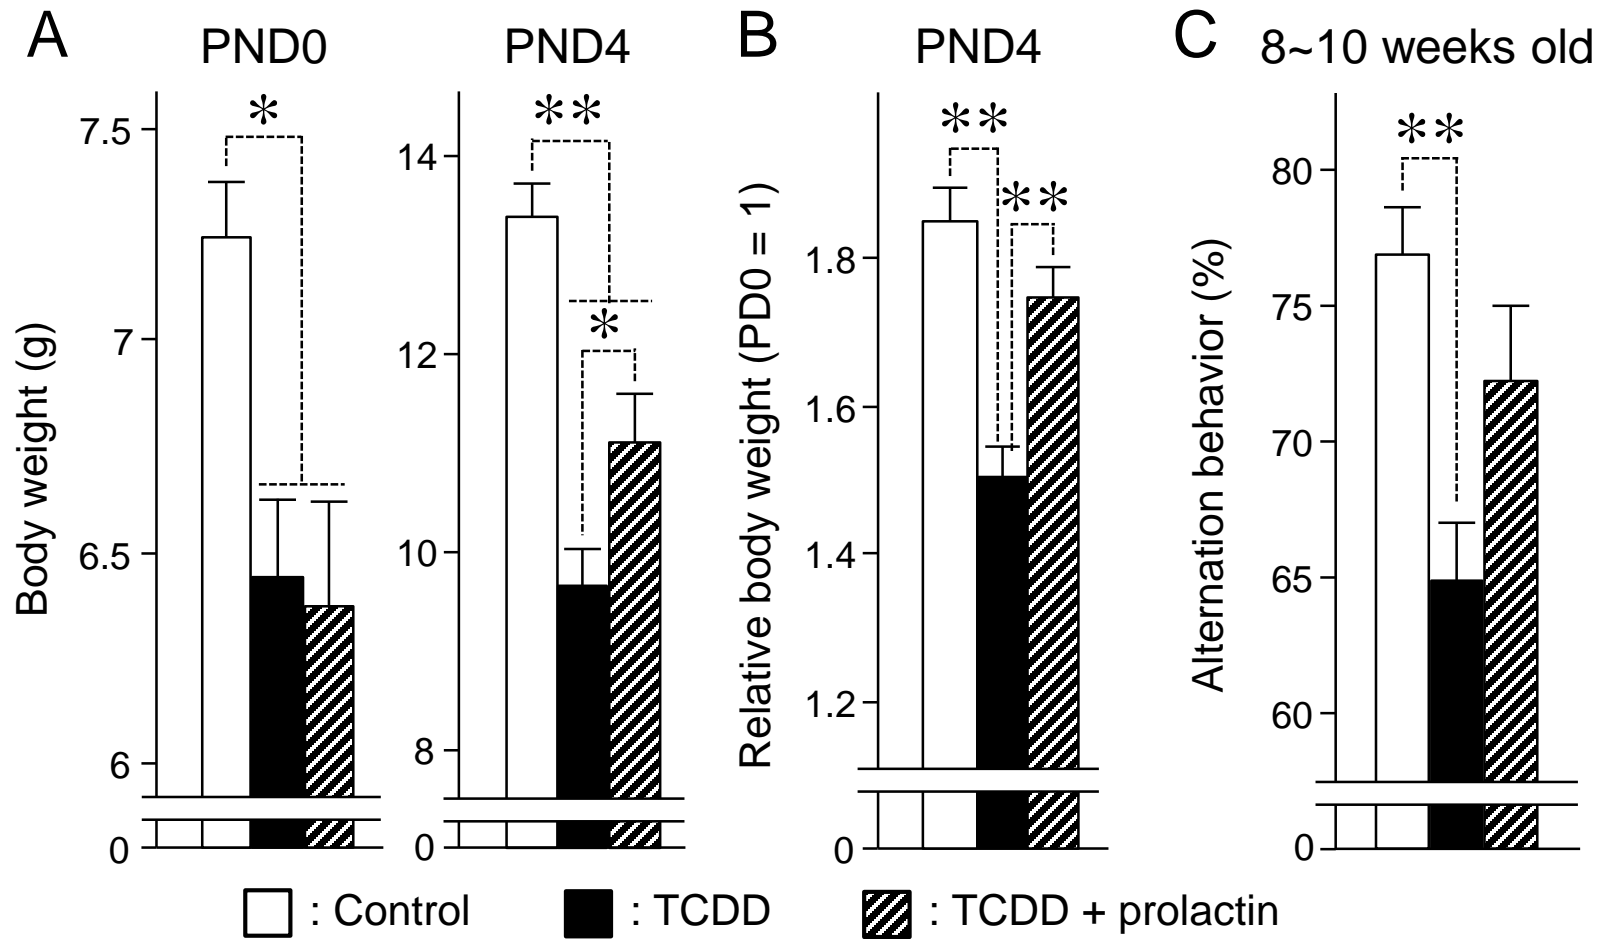 A
PND0
PND4
B
PND4
C
8~10 weeks old
Body weight (g)
7.5
7
6.5
6
0
*
14
12
10
8
0
**
*
Relative body weight (PD0 = 1)
1.8
1.6
1.4
1.2
0
**
**
Alternation behavior (%)
80
75
70
65
60
0
**
: Control
: TCDD
: TCDD + prolactin